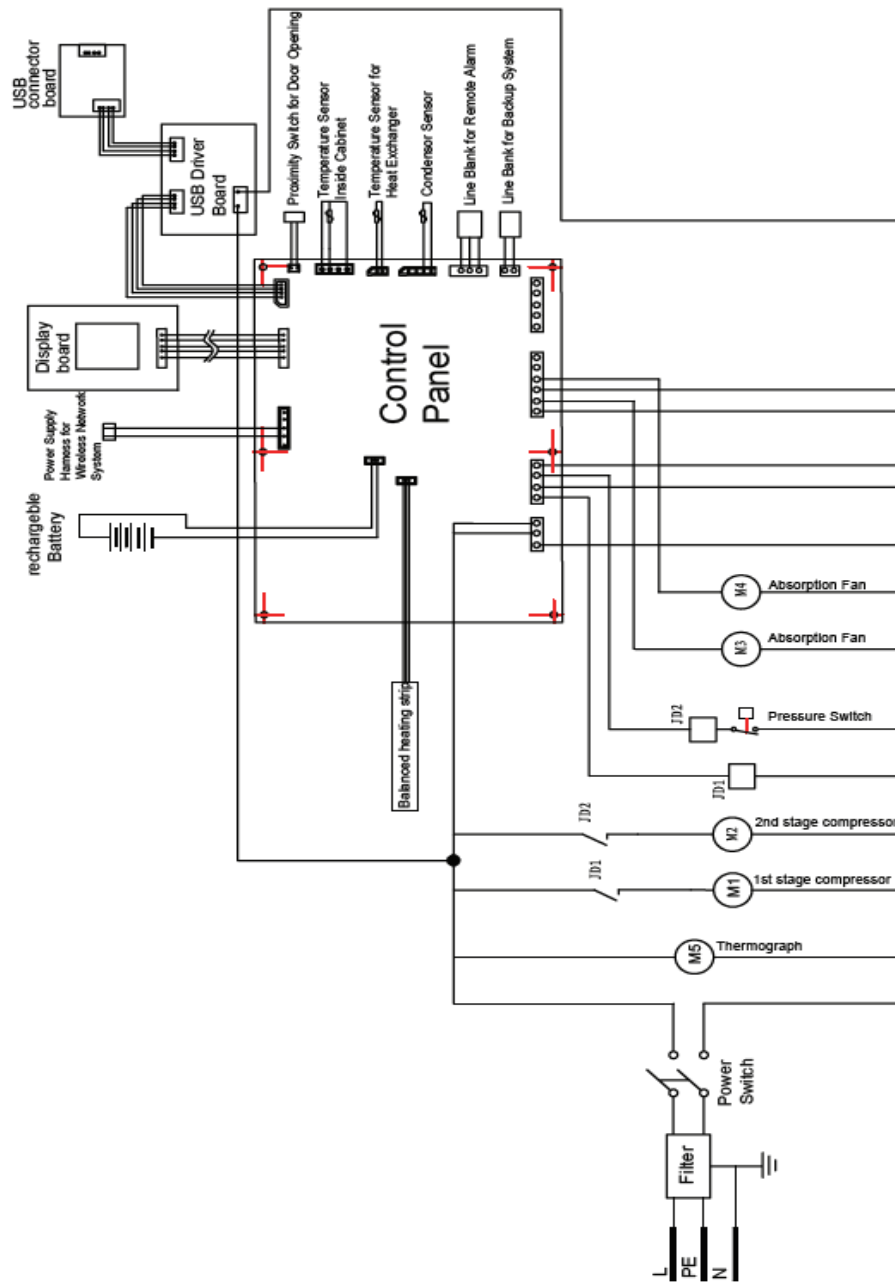 USB
connector
board
USB Driver
Board
Display
board
Power Supply
Harness for
Wireless Network
System
rechargeble
Battery
Proximity Switch for Door Opening
Temperature Sensor
Inside Cabinet
Temperature Sensor for
Heat Exchanger
Condensor Sensor
Line Blank for Remote Alarm
Line Bank for Backup System
Control
Panel
Balanced heating strip
M4
Absorption Fan
M3
Absorption Fan
JD2
Pressure Switch
JD1
JD2
M2
2nd stage compressor
JD1
M1
1st stage compressor
M5
Thermograph
Power
Switch
Filter
L
PE
N